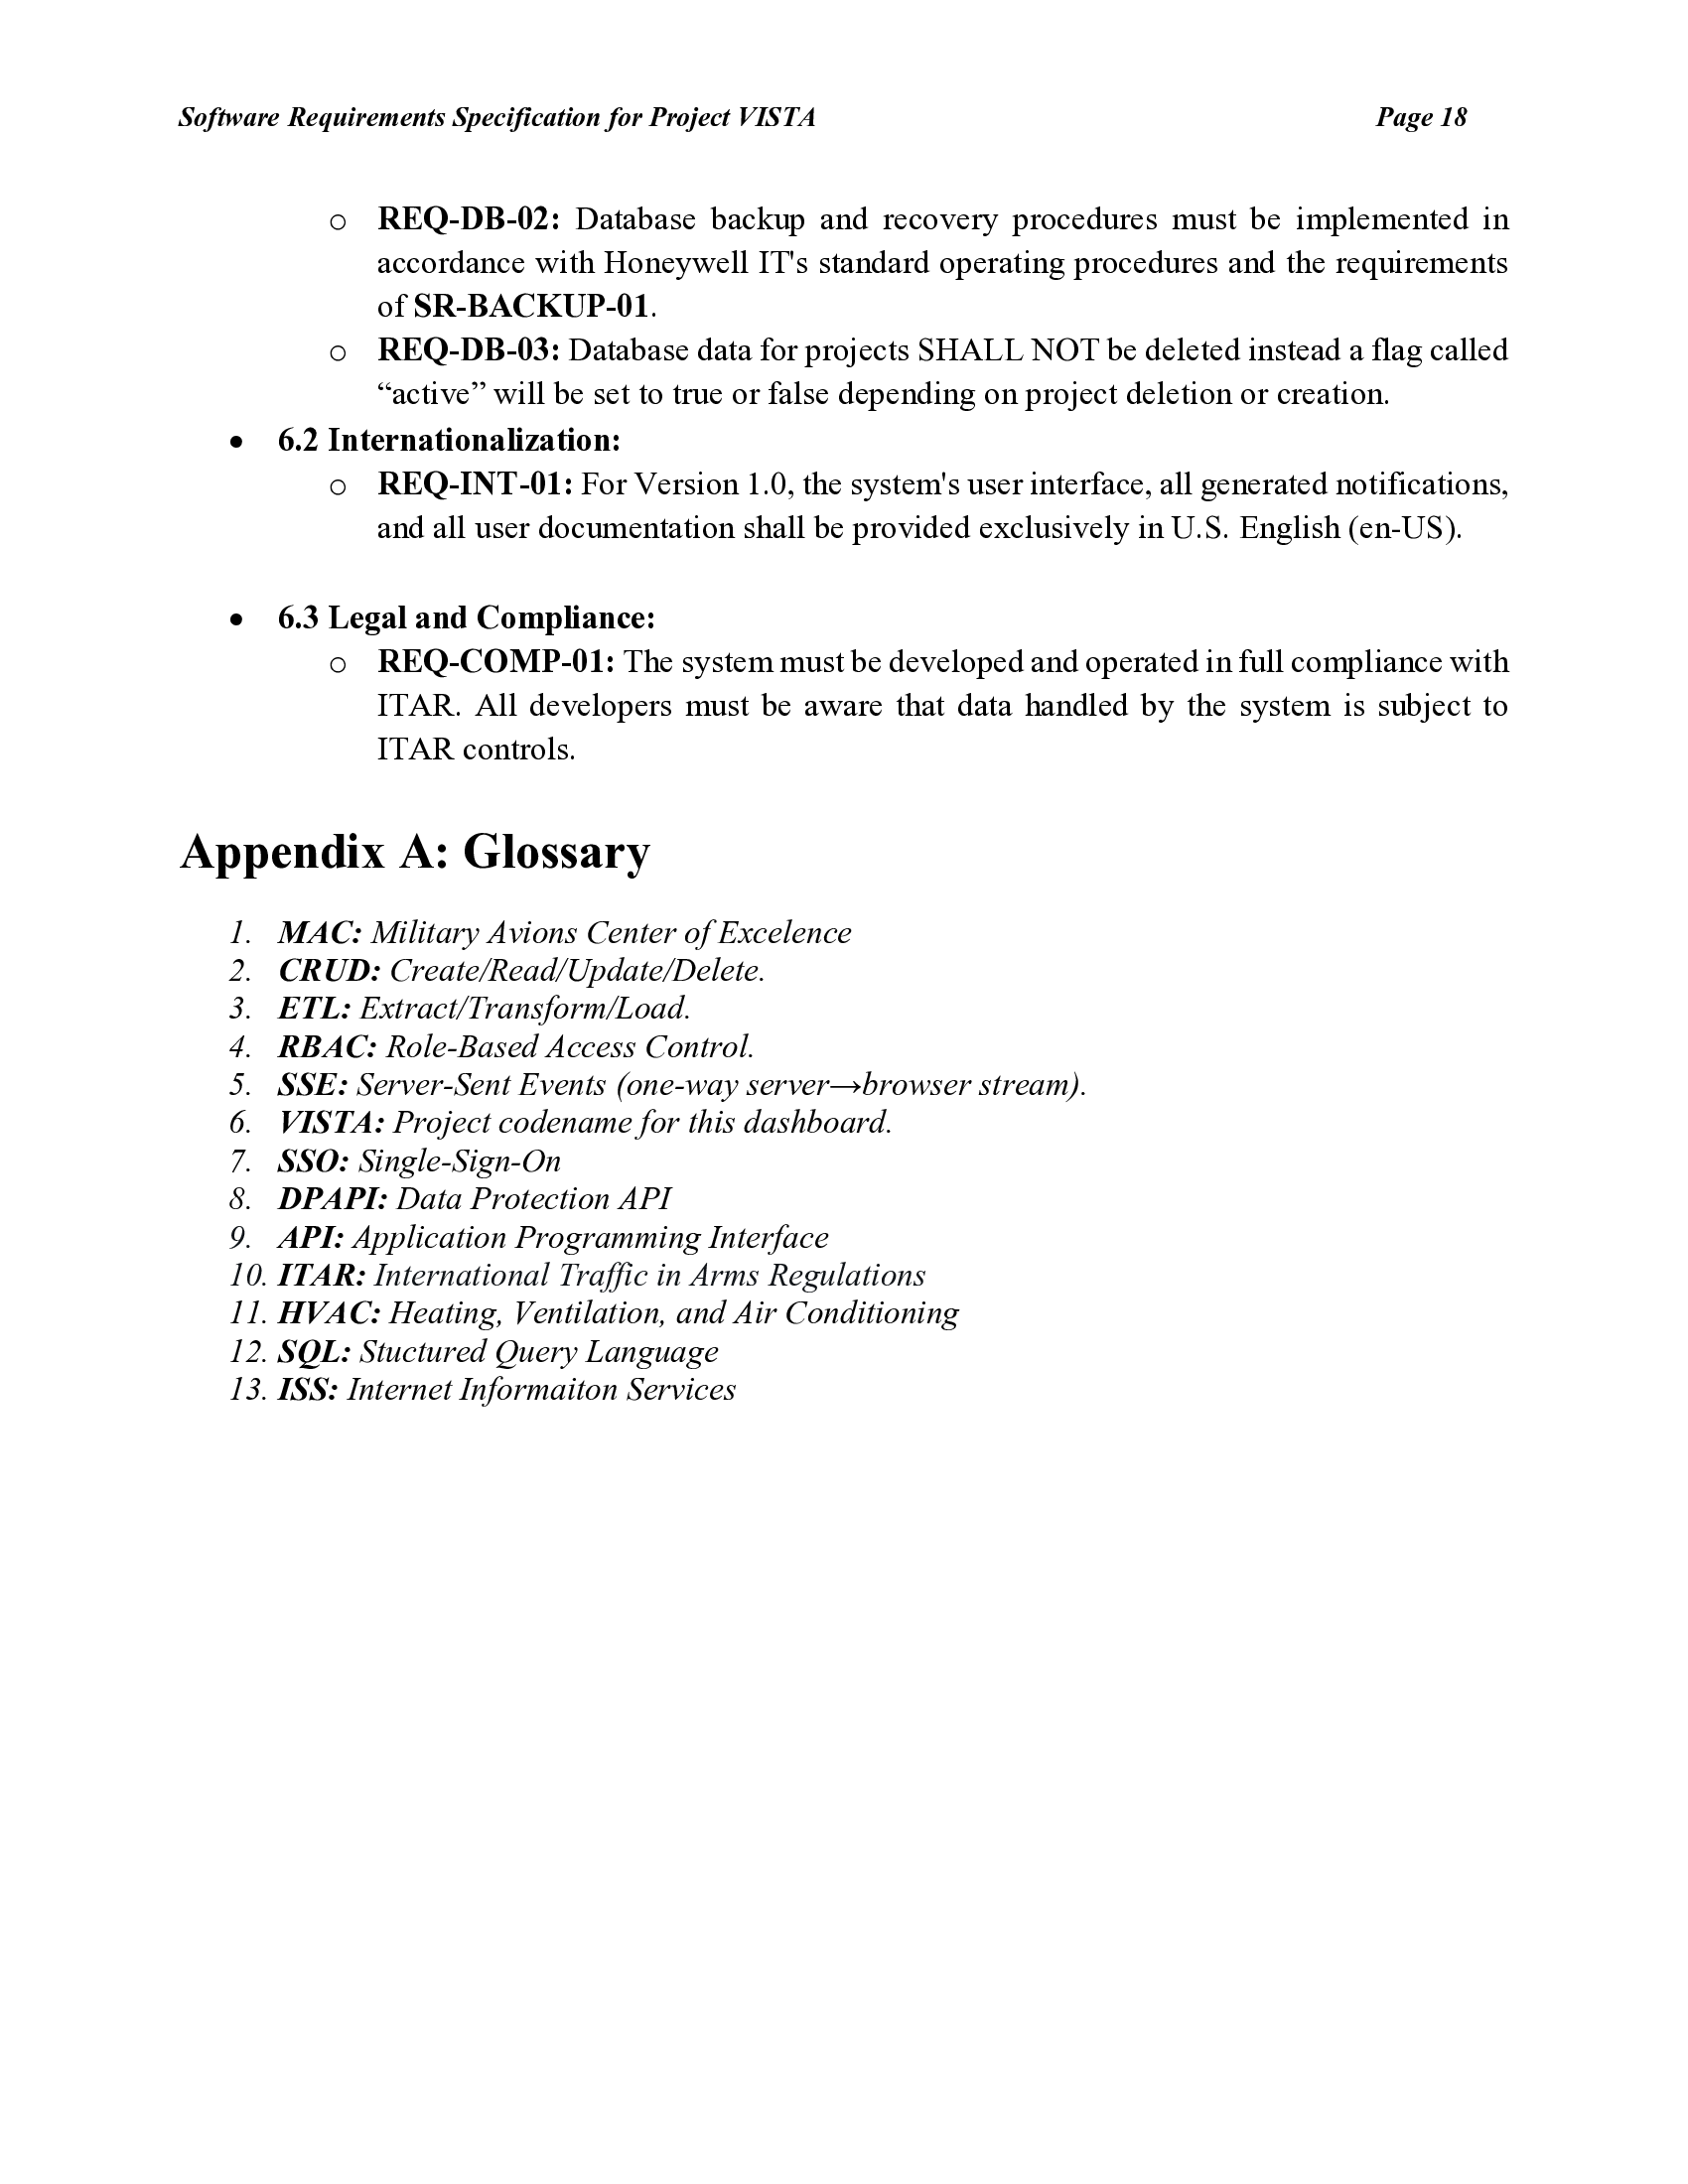 Software Requirements Specification for Project VISTA Page 18
o REQ-DB-02: Database backup and recovery procedures must be implemented in
accordance with Honeywell IT's standard operating procedures and the requirements
of SR-BACKUP-01.
o REQ-DB-03: Database data for projects SHALL NOT be deleted instead a flag called
“active” will be set to true or false depending on project deletion or creation.
• 6.2 Internationalization:
o REQ-INT-01: For Version 1.0, the system's user interface, all generated notifications,
and all user documentation shall be provided exclusively in U.S. English (en-US).
• 6.3 Legal and Compliance:
o REQ-COMP-01: The system must be developed and operated in full compliance with
ITAR. All developers must be aware that data handled by the system is subject to
ITAR controls.
Appendix A: Glossary
1. MAC: Military Avions Center of Excelence
2. CRUD: Create/Read/Update/Delete.
3. ETL: Extract/Transform/Load.
4. RBAC: Role-Based Access Control.
5. SSE: Server-Sent Events (one-way server→browser stream).
6. VISTA: Project codename for this dashboard.
7. SSO: Single-Sign-On
8. DPAPI: Data Protection API
9. API: Application Programming Interface
10. ITAR: International Traffic in Arms Regulations
11. HVAC: Heating, Ventilation, and Air Conditioning
12. SQL: Stuctured Query Language
13. ISS: Internet Informaiton Services